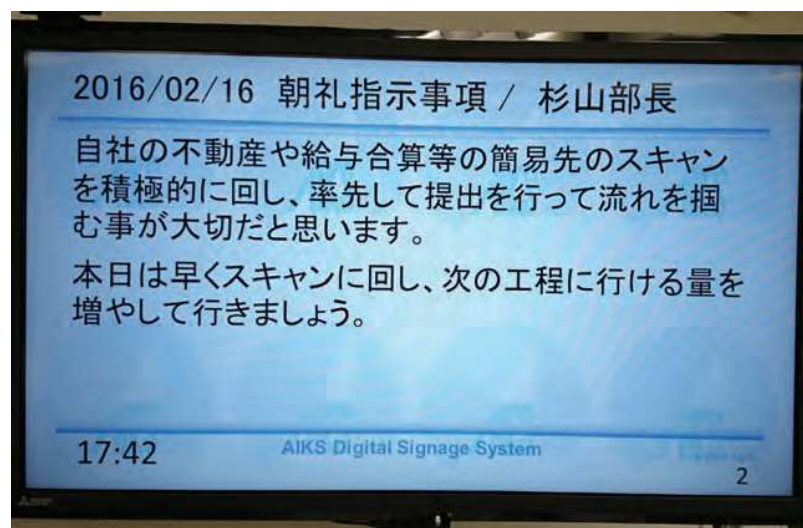 2016/02/16 朝礼指示事項 / 杉山部長
自社の不動産や給与合算等の簡易先のスキャン
を積極的に回し、率先して提出を行って流れを掴
む事が大切だと思います。
本日は早くスキャンに回し、次の工程に行ける量を
増やして行きましょう。
17:42
AIKS Digital Signage System
2